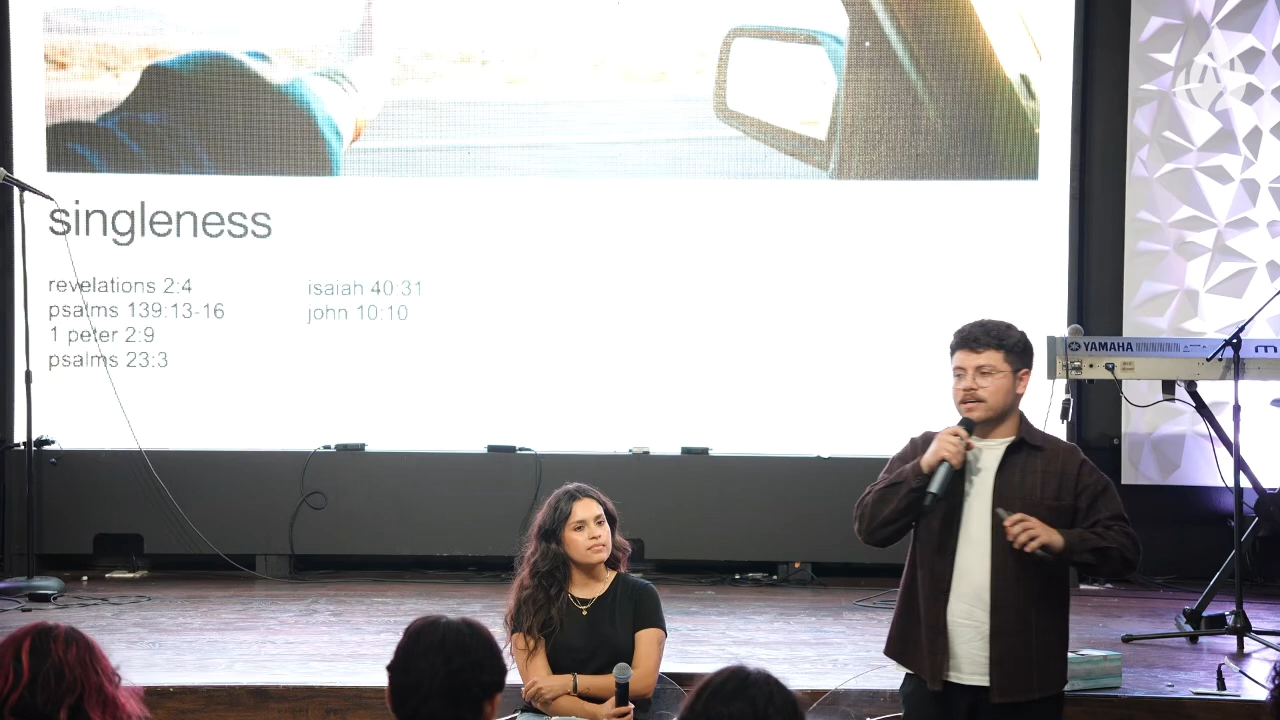 singleness
revelations 2:4
psalms 139:13-16
1 peter 2:9
psalms 23:3
isaiah 40:31
john 10:10
YAMAHA